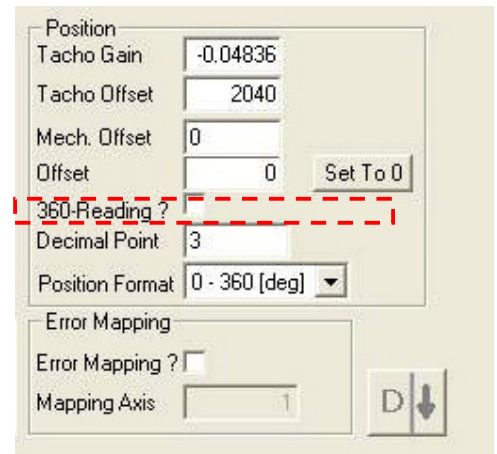 Position
Tacho Gain -0.04836
Tacho Offset 2040
Mech. Offset 0
Offset 0 Set To 0
360-Reading ?
Decimal Point 3
Position Format 0 - 360 [deg]
Error Mapping
Error Mapping ?
Mapping Axis 1
D